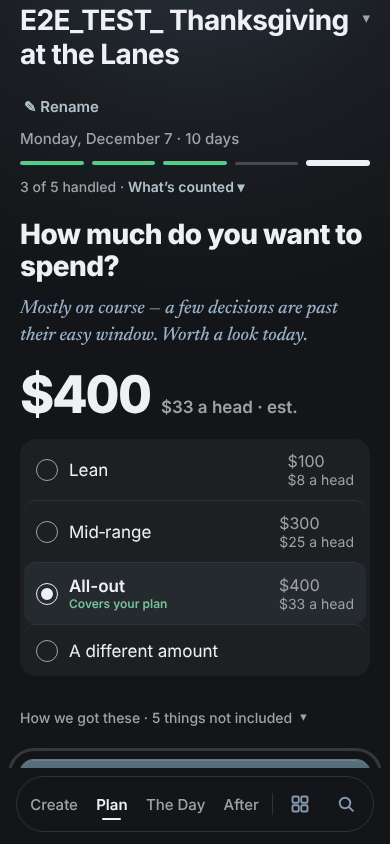 E2E_TEST_ Thanksgiving ▾
at the Lanes
✎ Rename
Monday, December 7 · 10 days
3 of 5 handled · What's counted ▾
How much do you want to
spend?
Mostly on course — a few decisions are past
their easy window. Worth a look today.
$400 $33 a head · est.
Lean $100
$8 a head
Mid-range $300
$25 a head
All-out $400
Covers your plan $33 a head
A different amount
How we got these · 5 things not included ▾
Create Plan The Day After